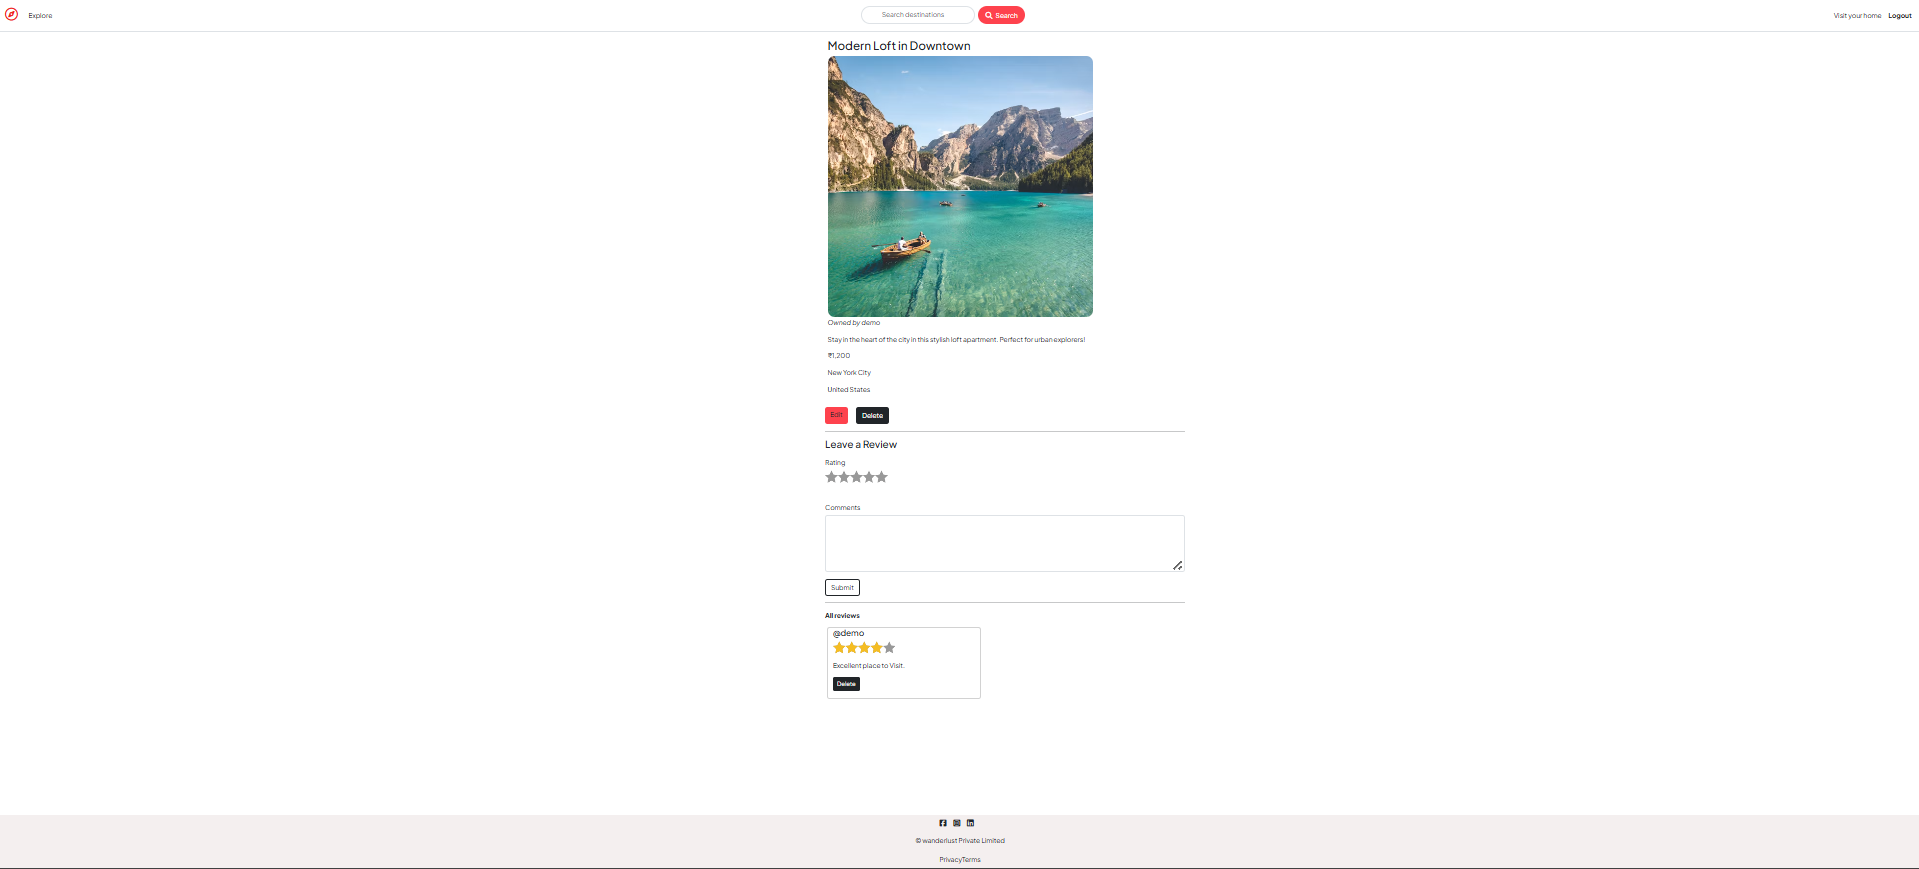 Explore
Search destinations
Search
Visit your home
Logout
Modern Loft in Downtown
Owned by demo
Stay in the heart of the city in this stylish loft apartment. Perfect for urban explorers!
₹1,200
New York City
United States
Edit
Delete
Leave a Review
Rating
Comments
Submit
All reviews
@demo
Excellent place to Visit.
Delete
© wanderlust Private Limited
PrivacyTerms